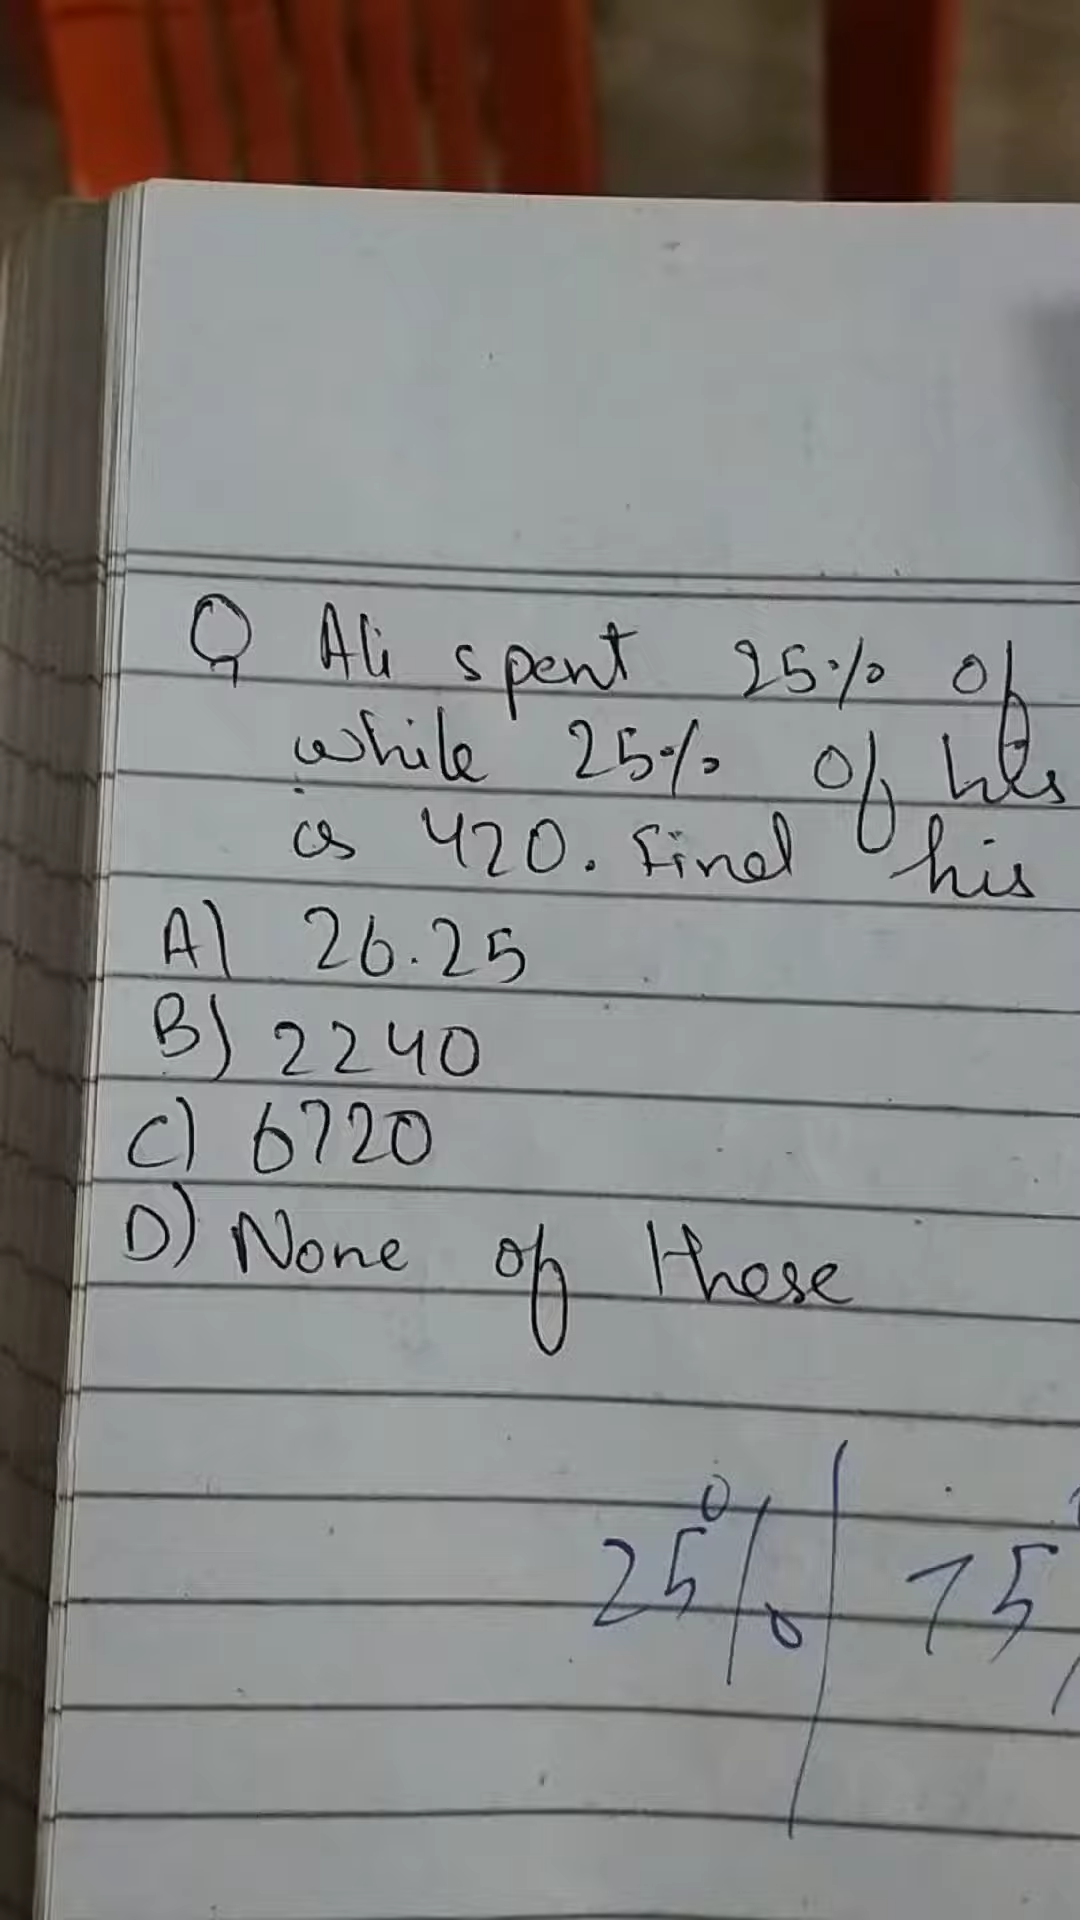 Q Ali spent 25% of
while 25% of his
is 420. Find his
A) 26.25
B) 2240
C) 6720
D) None of these
25% 75